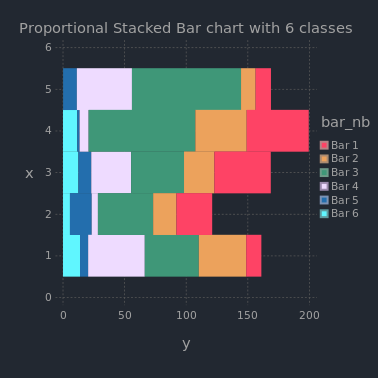 Proportional Stacked Bar chart with 6 classes
6
5
4
3
2
1
0
x
0 50 100 150 200
y
bar_nb
Bar 1
Bar 2
Bar 3
Bar 4
Bar 5
Bar 6